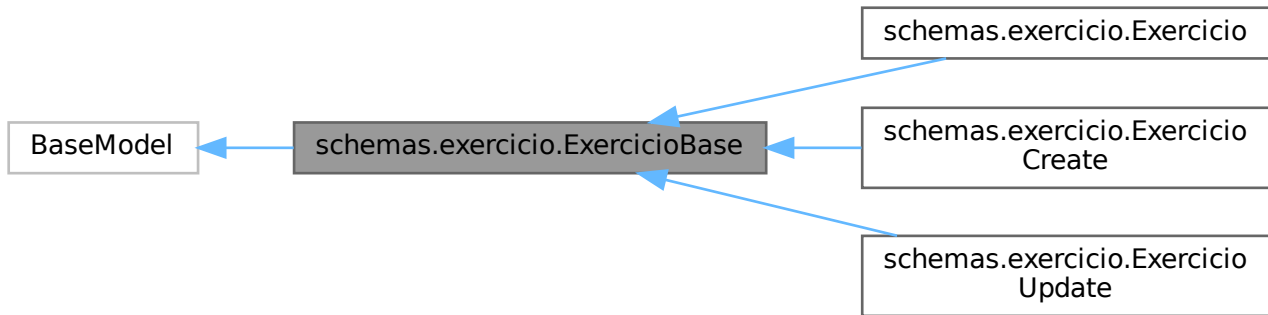 BaseModel
schemas.exercicio.ExercicioBase
schemas.exercicio.Exercicio
schemas.exercicio.Exercicio
Create
schemas.exercicio.Exercicio
Update